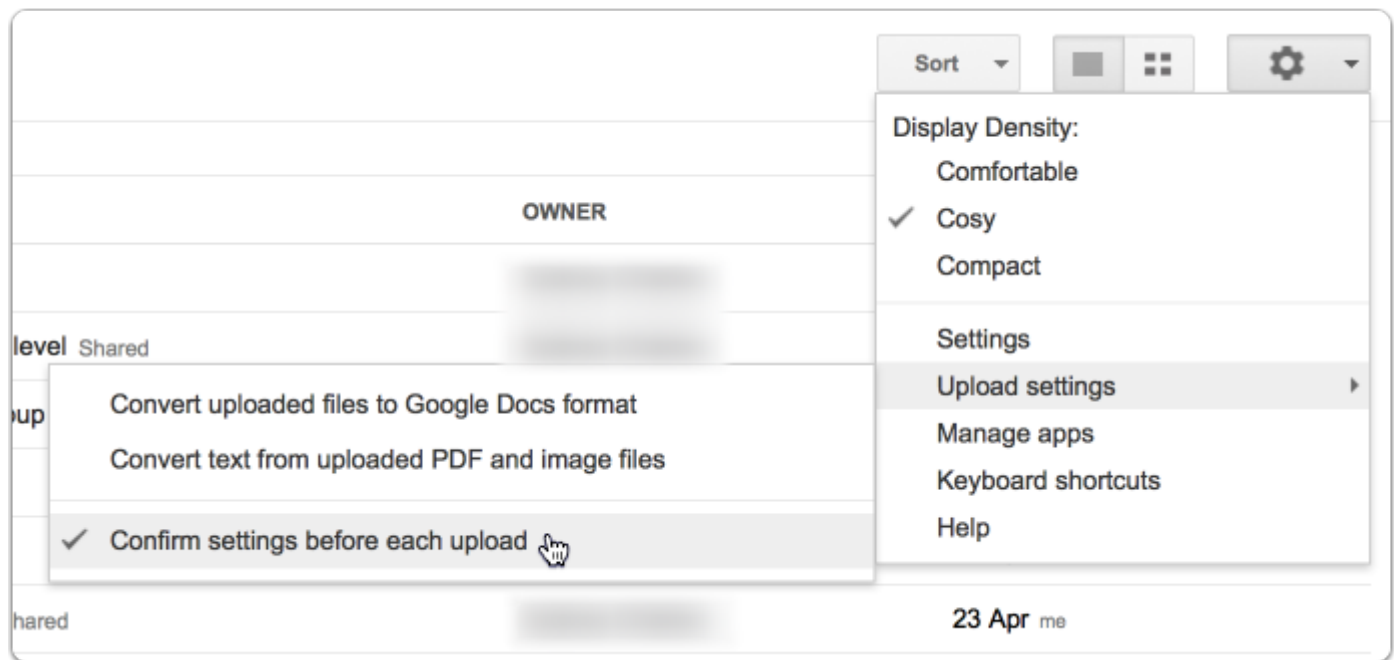 Sort
Display Density:
Comfortable
Cosy
Compact
OWNER
Settings
level Shared
Upload settings
Convert uploaded files to Google Docs format
oup
Manage apps
Convert text from uploaded PDF and image files
Keyboard shortcuts
Help
Confirm settings before each upload
hared
23 Apr me